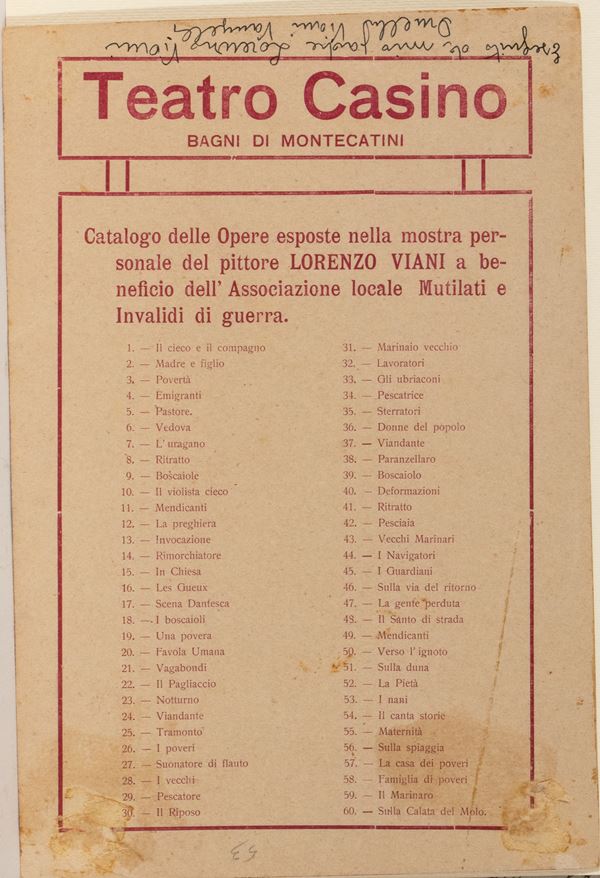 Eseguito da mio padre Lorenzo Viani
Teatro Casino
BAGNI DI MONTECATINI
Catalogo delle Opere esposte nella mostra per-
sonale del pittore LORENZO VIANI a be-
neficio dell' Associazione locale Mutilati e
Invalidi di guerra.
1. — Il cieco e il compagno
2. — Madre e figlio
3. — Povertà
4. — Emigranti
5. — Pastore.
6. — Vedova
7. — L' uragano
8. — Ritratto
9. — Boscaiole
10. — Il violista cieco
11. — Mendicanti
12. — La preghiera
13. — Invocazione
14. — Rimorchiatore
15. — In Chiesa
16. — Les Gueux
17. — Scena Dantesca
18. — I boscaioli
19. — Una povera
20. — Favola Umana
21. — Vagabondi
22. — Il Pagliaccio
23. — Notturno
24. — Viandante
25. — Tramonto
26. — I poveri
27. — Suonatore di flauto
28. — I vecchi
29. — Pescatore
30. — Il Riposo
31. — Marinaio vecchio
32. — Lavoratori
33. — Gli ubriaconi
34. — Pescatrice
35. — Sterratori
36. — Donne del popolo
37. — Viandante
38. — Paranzellaro
39. — Boscaiolo
40. — Deformazioni
41. — Ritratto
42. — Pesciaia
43. — Vecchi Marinari
44. — I Navigatori
45. — I Guardiani
46. — Sulla via del ritorno
47. — La gente perduta
48. — Il Santo di strada
49. — Mendicanti
50. — Verso l' ignoto
51. — Sulla duna
52. — La Pietà
53. — I nani
54. — Il canta storie
55. — Maternità
56. — Sulla spiaggia
57. — La casa dei poveri
58. — Famiglia di poveri
59. — Il Marinaro
60. — Sulla Calata del Molo.
53